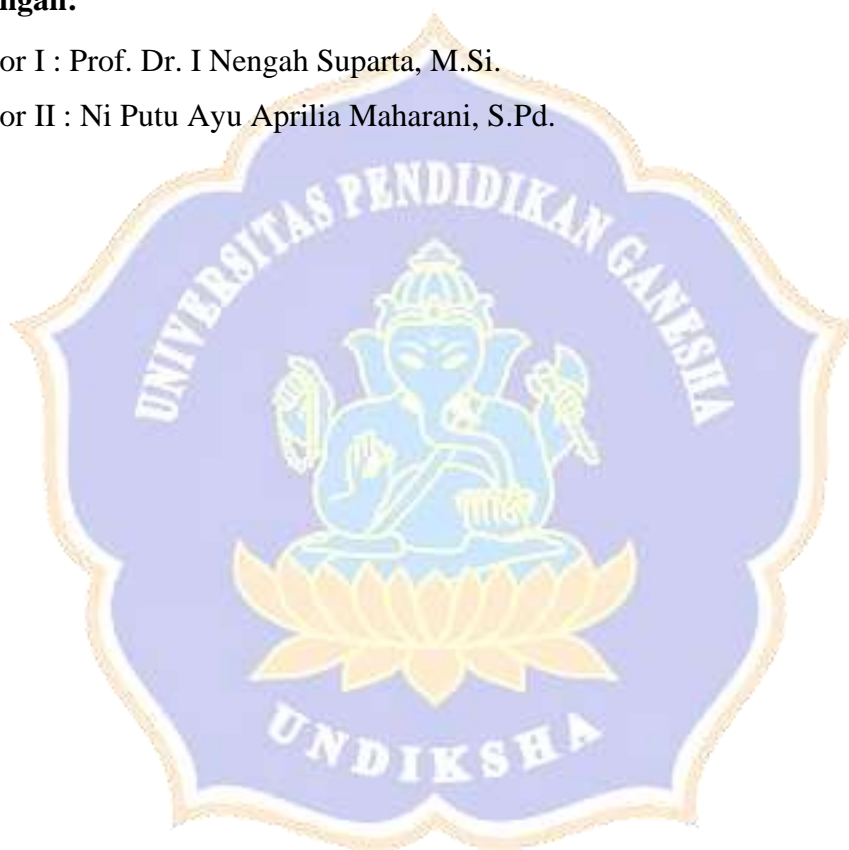 ngan:
or I : Prof. Dr. I Nengah Suparta, M.Si.
or II : Ni Putu Ayu Aprilia Maharani, S.Pd.
UNIVERSITAS PENDIDIKAN GANESHA
UNDIKSHA